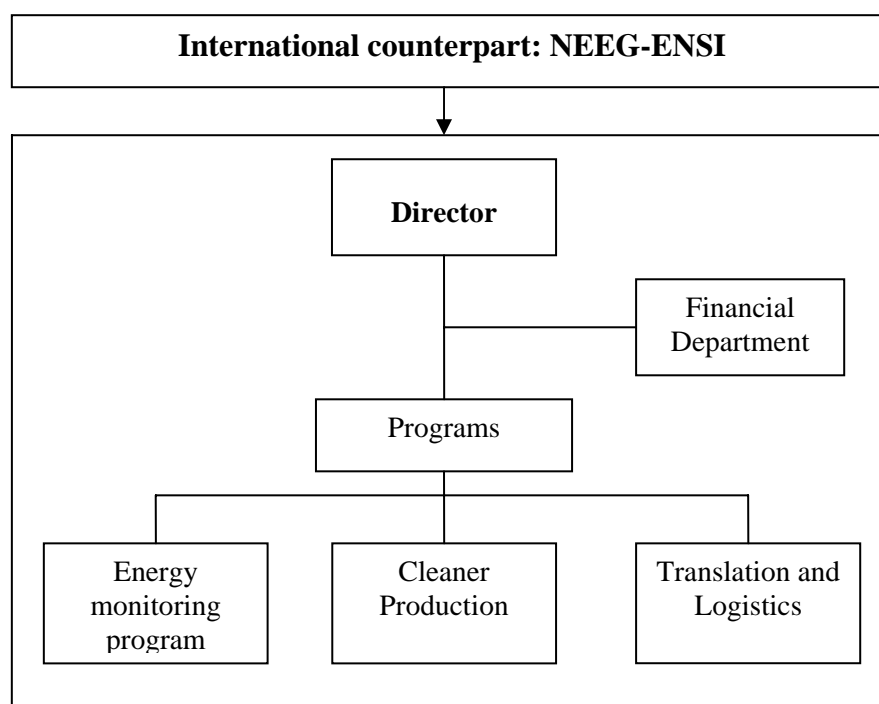 International counterpart: NEEG-ENSI
Director
Financial
Department
Programs
Energy
monitoring
program
Cleaner
Production
Translation and
Logistics